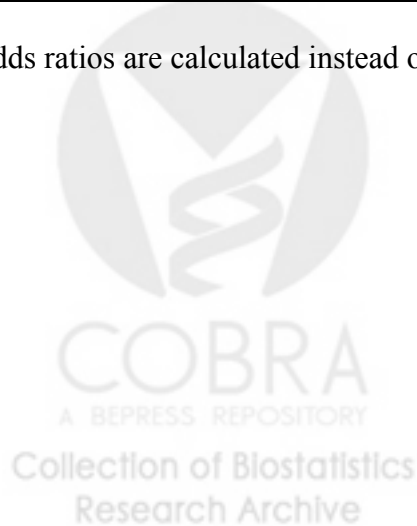 dds ratios are calculated instead o
COBRA
A BEPRESS REPOSITORY
Collection of Biostatistics
Research Archive